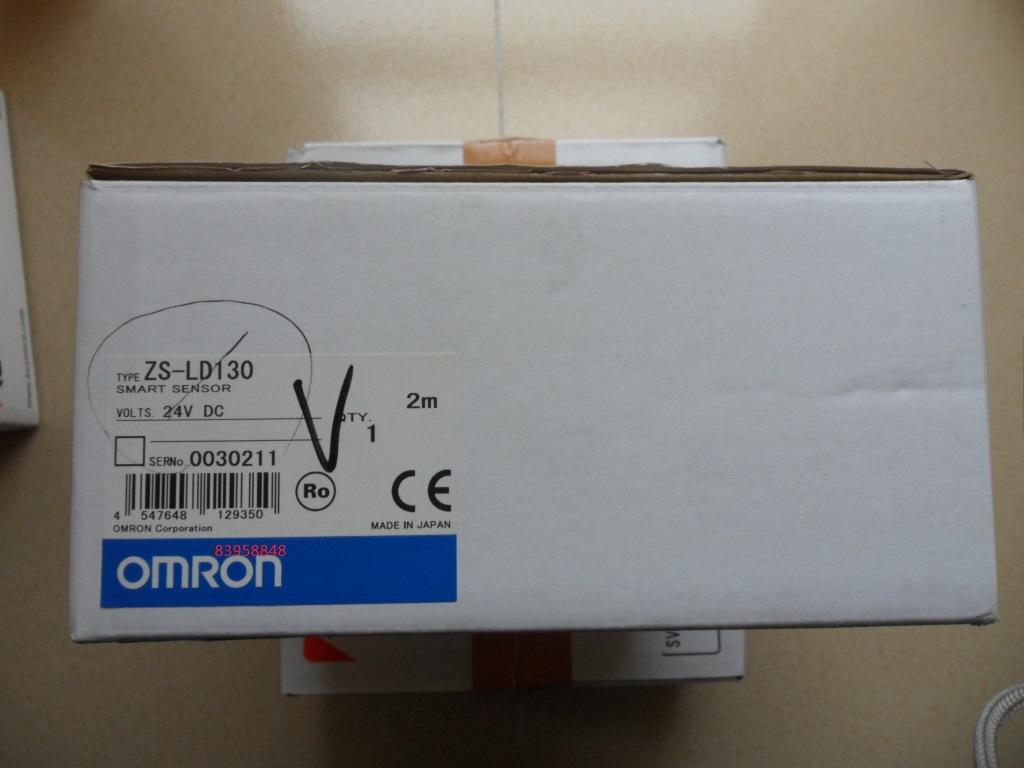 TYPE ZS-LD130
SMART SENSOR
VOLTS. 24V DC
2m
QTY.
1
SERNo. 0030211
Ro
CE
4 547648 129350
OMRON Corporation
MADE IN JAPAN
83958848
OMRON
SV